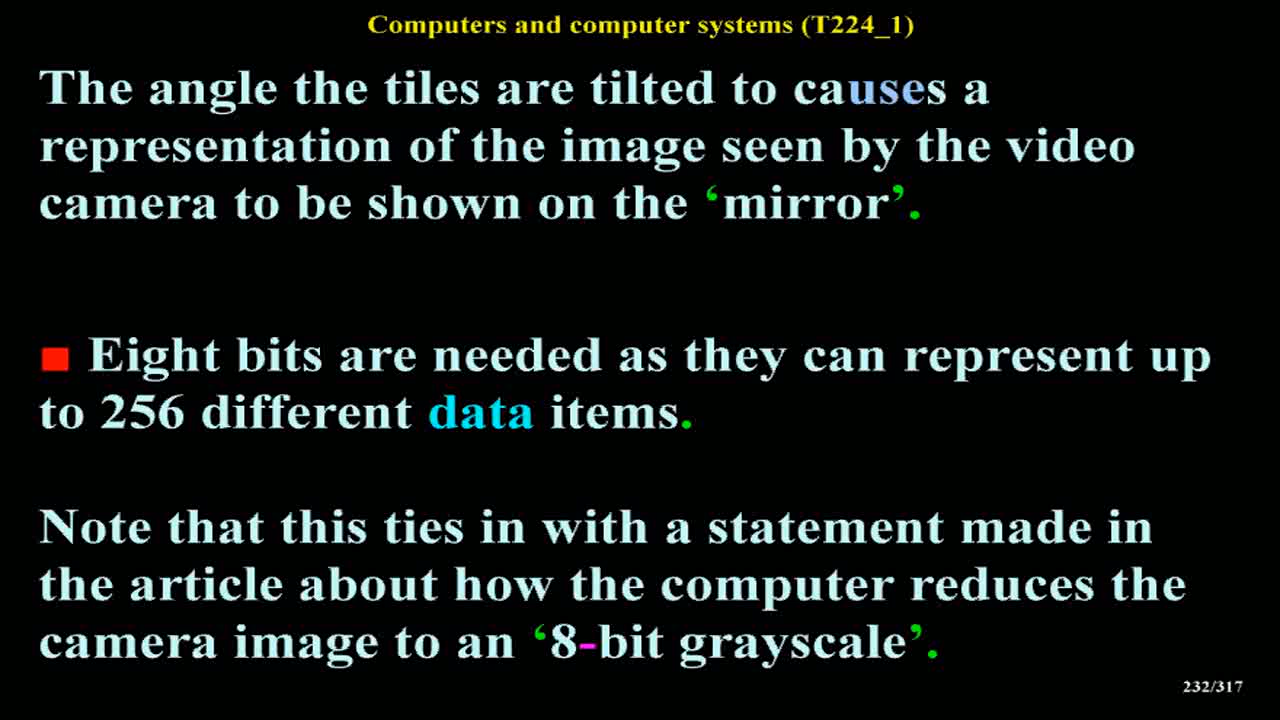 Computers and computer systems (T224_1)
The angle the tiles are tilted to causes a
representation of the image seen by the video
camera to be shown on the ‘mirror’.
■ Eight bits are needed as they can represent up
to 256 different data items.
Note that this ties in with a statement made in
the article about how the computer reduces the
camera image to an ‘8-bit grayscale’.
232/317